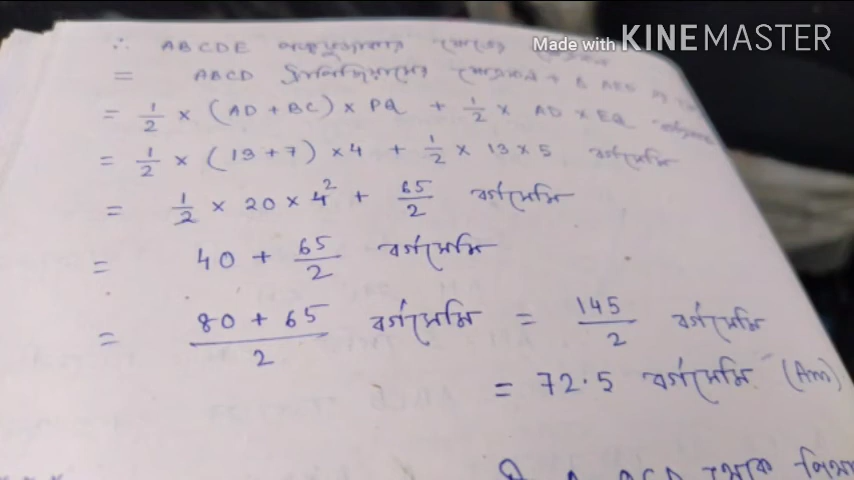 Made with KINEMASTER
∴ ABCDE
= ABCD ট্রাপিজিয়ামের ক্ষেত্রফল +
= 1/2 × (AD + BC) × PQ + 1/2 × AD × EQ
= 1/2 × (13 + 7) × 4 + 1/2 × 13 × 5 বর্গসেমি
= 1/2 × 20 × 4² + 65/2 বর্গসেমি
= 40 + 65/2 বর্গসেমি
= (80 + 65)/2 বর্গসেমি = 145/2 বর্গসেমি
= 72.5 বর্গসেমি (Ans)